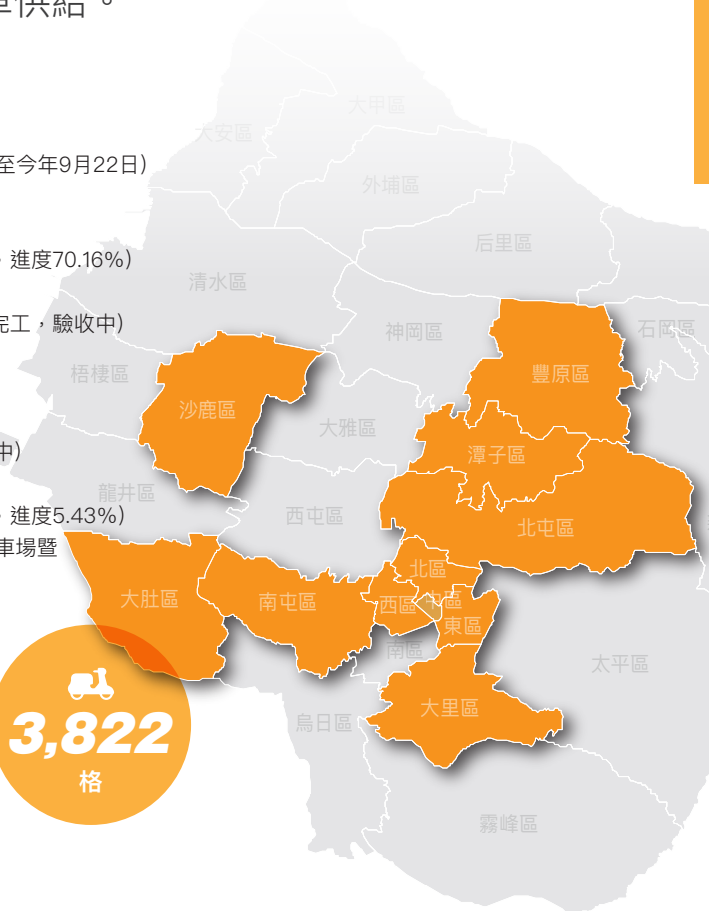 車供給。
至今年9月22日)
，進度70.16%)
完工，驗收中)
中)
，進度5.43%)
車場暨
大甲區
大安區
外埔區
后里區
清水區
神岡區
石岡區
梧棲區
豐原區
沙鹿區
大雅區
潭子區
龍井區
西屯區
北屯區
北區
大肚區
南屯區
西區
中區
東區
南區
太平區
大里區
烏日區
霧峰區
3,822
格